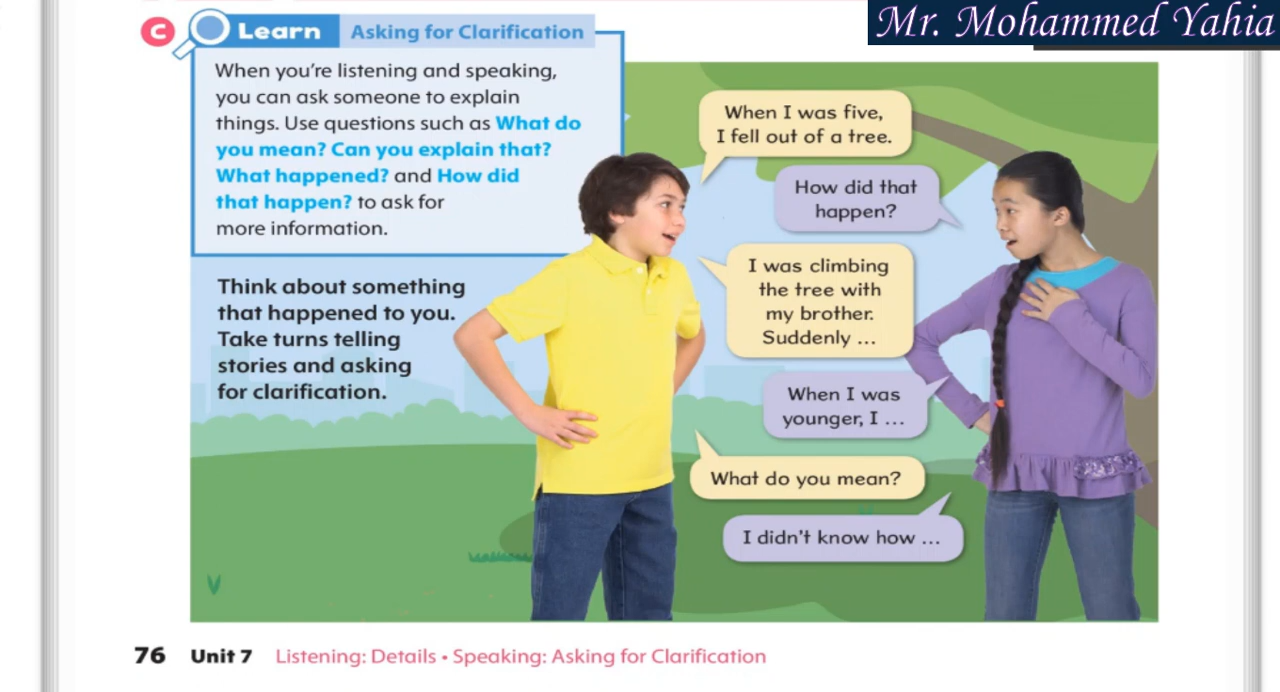 Mr. Mohammed Yahia
C Learn Asking for Clarification
When you're listening and speaking,
you can ask someone to explain
things. Use questions such as What do
you mean? Can you explain that?
What happened? and How did
that happen? to ask for
more information.
Think about something
that happened to you.
Take turns telling
stories and asking
for clarification.
When I was five,
I fell out of a tree.
How did that
happen?
I was climbing
the tree with
my brother.
Suddenly ...
When I was
younger, I ...
What do you mean?
I didn't know how ...
76 Unit 7 Listening: Details • Speaking: Asking for Clarification